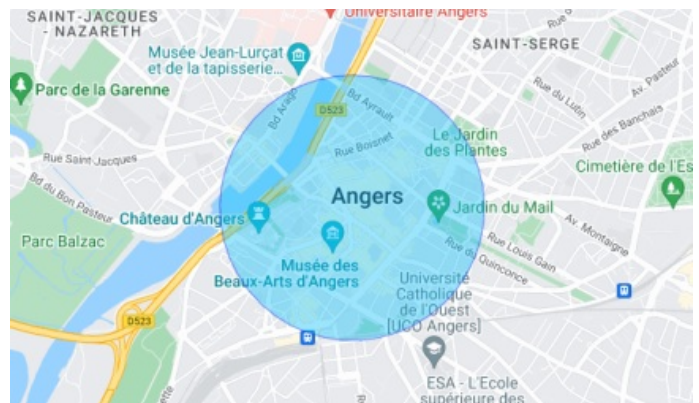 Universitaire Angers
SAINT-JACQUES
- NAZARETH
SAINT-SERGE
Musée Jean-Lurçat
et de la tapisserie...
Av. Pasteur
Parc de la Garenne
Rue du Lutin
Bd Arago
D523
Bd Ayrault
Rue des Banchais
Rue Boisnet
Le Jardin
des Plantes
Rue Saint-Jacques
Cimetière de l'Es
Bd du Bon Pasteur
Angers
Château d'Angers
Jardin du Mail
Av. Montaigne
Parc Balzac
Rue Louis Gain
Rue du Quinconce
Musée des
Beaux-Arts d'Angers
Universite
Catholique
de l'Ouest
[UCO Angers]
D523
ESA - L'Ecole
supérieure des